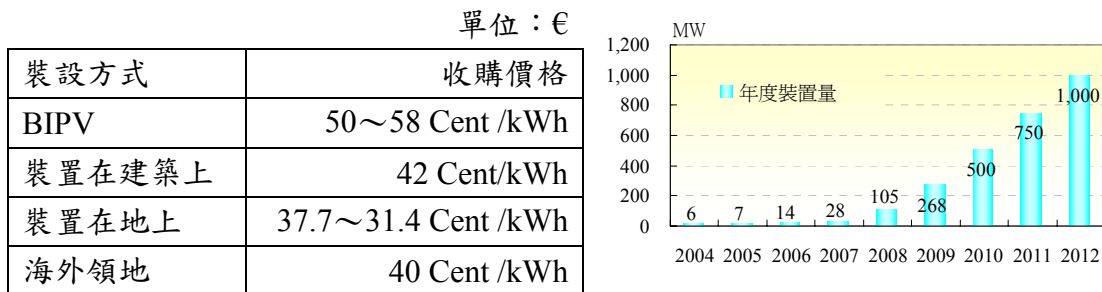 單位：€
裝設方式 收購價格
BIPV 50～58 Cent /kWh
裝置在建築上 42 Cent/kWh
裝置在地上 37.7～31.4 Cent /kWh
海外領地 40 Cent /kWh
MW
1,200
1,000
800
600
400
200
0
年度裝置量
6 7 14 28 105 268 500 750 1,000
2004 2005 2006 2007 2008 2009 2010 2011 2012